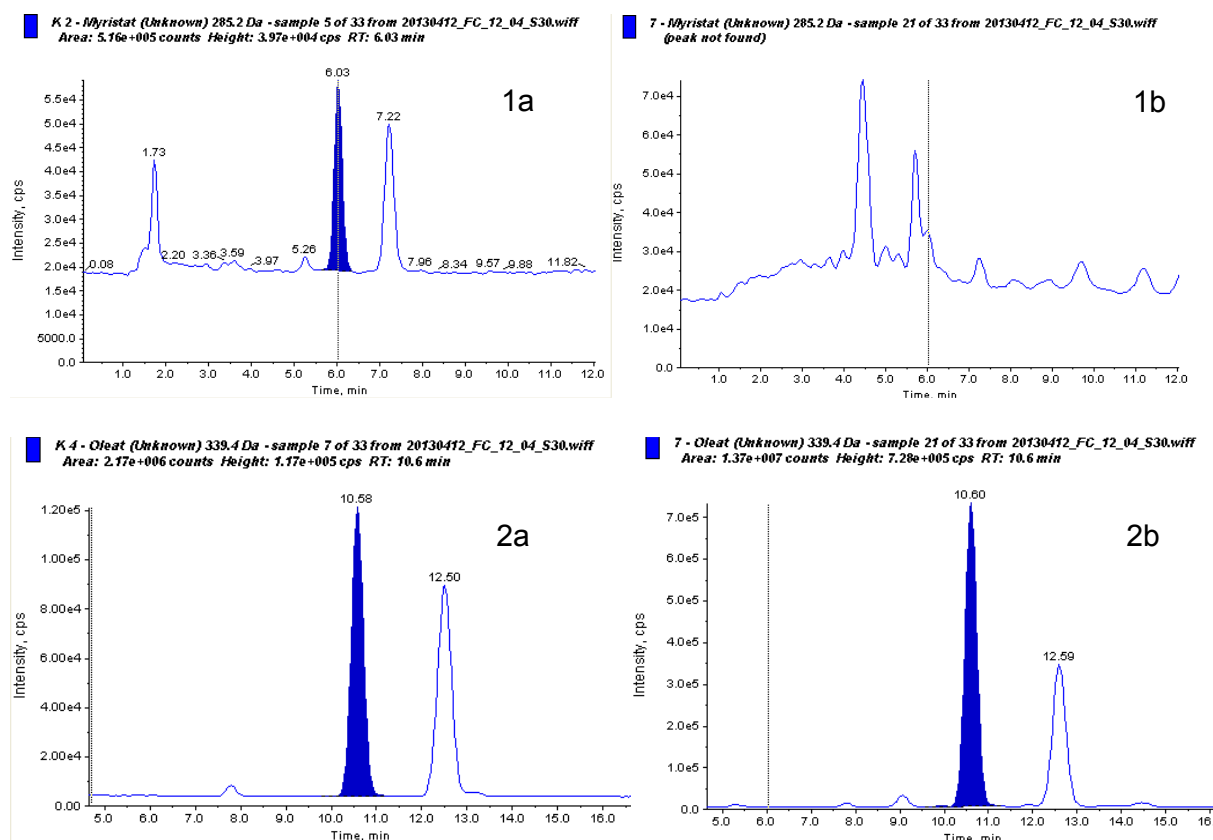 K 2 - Myristat (Unknown) 285.2 Da - sample 5 of 33 from 20130412_FC_12_04_S30.wiff
Area: 5.16e+005 counts Height: 3.97e+004 cps RT: 6.03 min
1a
6.03
7.22
1.73
0.08
2.20
3.36
3.59
3.97
5.26
7.96
8.34
9.57
9.88
11.82
Intensity, cps
5.5e4
5.0e4
4.5e4
4.0e4
3.5e4
3.0e4
2.5e4
2.0e4
1.5e4
1.0e4
5000.0
0.0
1.0 2.0 3.0 4.0 5.0 6.0 7.0 8.0 9.0 10.0 11.0 12.0
Time, min
7 - Myristat (Unknown) 285.2 Da - sample 21 of 33 from 20130412_FC_12_04_S30.wiff
(peak not found)
1b
Intensity, cps
7.0e4
6.0e4
5.0e4
4.0e4
3.0e4
2.0e4
1.0e4
0.0
1.0 2.0 3.0 4.0 5.0 6.0 7.0 8.0 9.0 10.0 11.0 12.0
Time, min
K 4 - Oleat (Unknown) 339.4 Da - sample 7 of 33 from 20130412_FC_12_04_S30.wiff
Area: 2.17e+006 counts Height: 1.17e+005 cps RT: 10.6 min
2a
10.58
12.50
Intensity, cps
1.20e5
1.00e5
8.00e4
6.00e4
4.00e4
2.00e4
0.00
5.0 6.0 7.0 8.0 9.0 10.0 11.0 12.0 13.0 14.0 15.0 16.0
Time, min
7 - Oleat (Unknown) 339.4 Da - sample 21 of 33 from 20130412_FC_12_04_S30.wiff
Area: 1.37e+007 counts Height: 7.28e+005 cps RT: 10.6 min
2b
10.60
12.59
Intensity, cps
7.0e5
6.0e5
5.0e5
4.0e5
3.0e5
2.0e5
1.0e5
0.0
5.0 6.0 7.0 8.0 9.0 10.0 11.0 12.0 13.0 14.0 15.0 16.0
Time, min